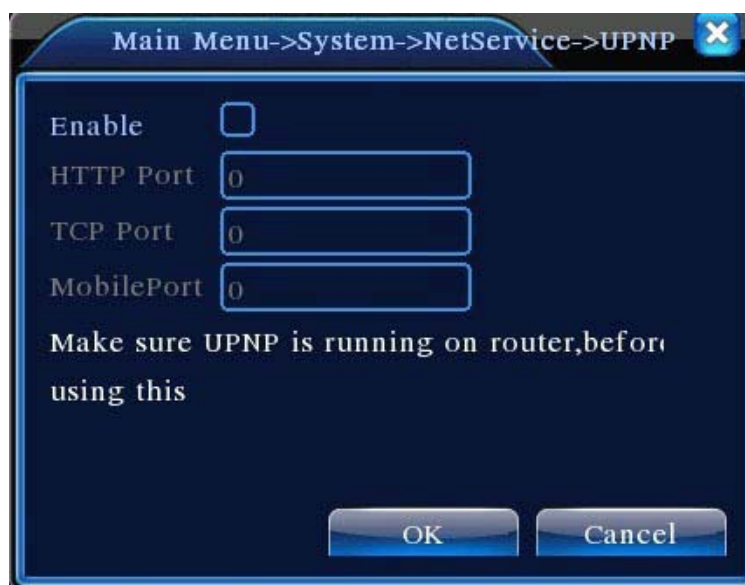 Main Menu->System->NetService->UPNP
Enable
HTTP Port 0
TCP Port 0
MobilePort 0
Make sure UPNP is running on router,before
using this
OK Cancel